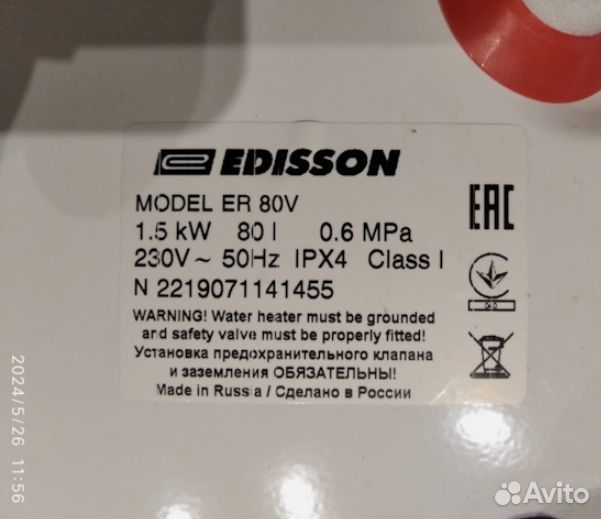 EDISSON
MODEL ER 80V
1.5 kW 80 l 0.6 MPa
230V~ 50Hz IPX4 Class I
N 2219071141455
WARNING! Water heater must be grounded
and safety valve must be properly fitted!
Установка предохранительного клапана
и заземления ОБЯЗАТЕЛЬНЫ!
Made in Russia / Сделано в России
EAC
2024/5/26 11:56
Avito